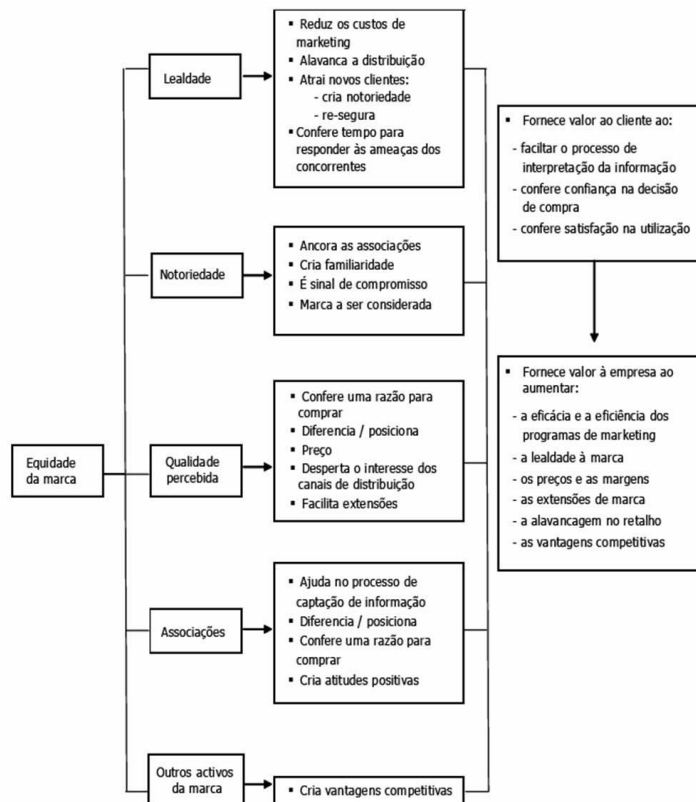 Equidade
da marca
Lealdade
▪ Reduz os custos de
marketing
▪ Alavanca a distribuição
▪ Atrai novos clientes:
- cria notoriedade
- re-segura
▪ Confere tempo para
responder às ameaças dos
concorrentes
Notoriedade
▪ Ancora as associações
▪ Cria familiaridade
▪ É sinal de compromisso
▪ Marca a ser considerada
Qualidade
percebida
▪ Confere uma razão para
comprar
▪ Diferencia / posiciona
▪ Preço
▪ Desperta o interesse dos
canais de distribuição
▪ Facilita extensões
Associações
▪ Ajuda no processo de
captação de informação
▪ Diferencia / posiciona
▪ Confere uma razão para
comprar
▪ Cria atitudes positivas
Outros activos
da marca
▪ Cria vantagens competitivas
▪ Fornece valor ao cliente ao:
- faciltar o processo de
interpretação da informação
- confere confiança na decisão
de compra
- confere satisfação na utilização
▪ Fornece valor à empresa ao
aumentar:
- a eficácia e a eficiência dos
programas de marketing
- a lealdade à marca
- os preços e as margens
- as extensões de marca
- a alavancagem no retalho
- as vantagens competitivas